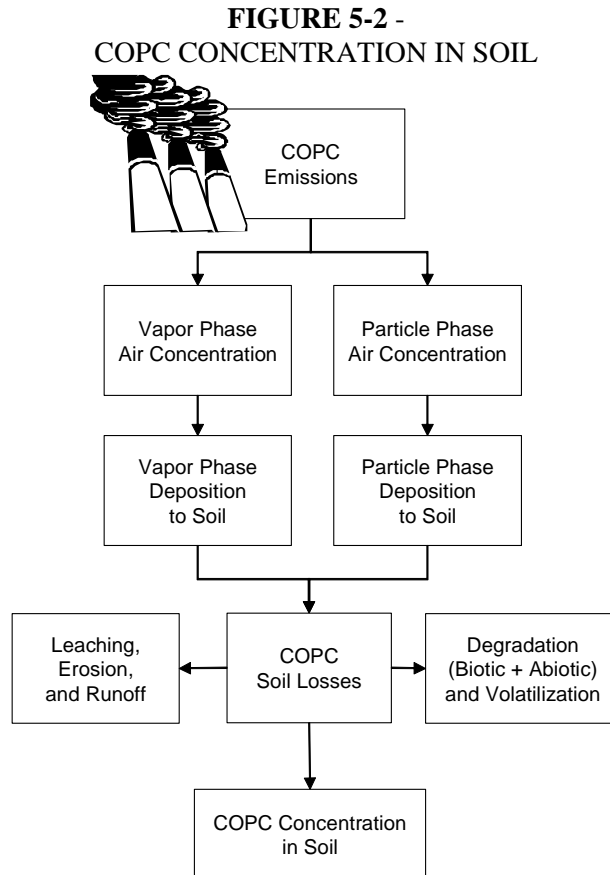 FIGURE 5-2 -
COPC CONCENTRATION IN SOIL
COPC
Emissions
Vapor Phase
Air Concentration
Particle Phase
Air Concentration
Vapor Phase
Deposition
to Soil
Particle Phase
Deposition
to Soil
Leaching,
Erosion,
and Runoff
COPC
Soil Losses
Degradation
(Biotic + Abiotic)
and Volatilization
COPC Concentration
in Soil